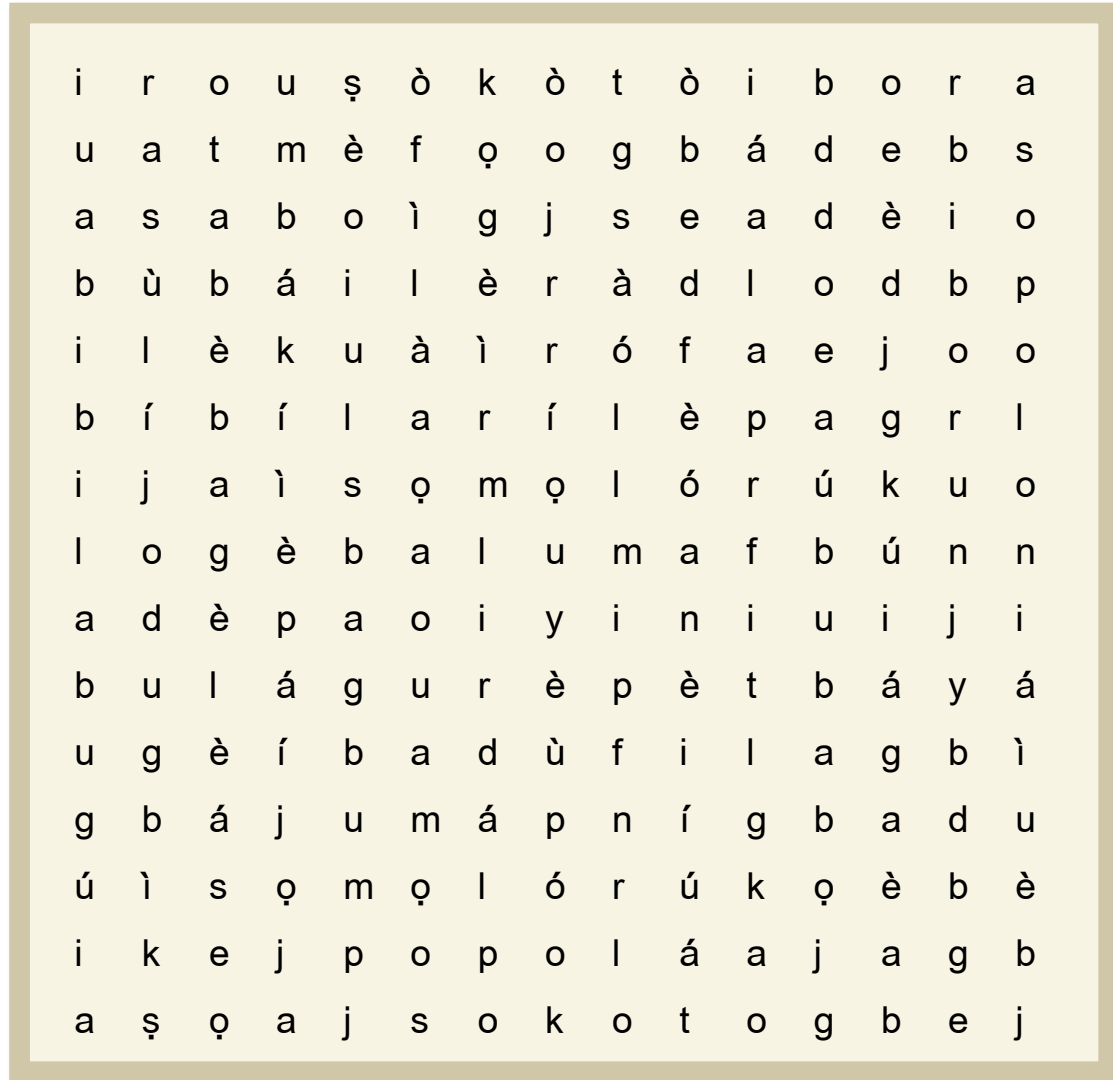 i r o u ṣ ò k ò t ò i b o r a
u a t m è f ọ o g b á d e b s
a s a b o ì g j s e a d è i o
b ù b á i l è r à d l o d b p
i l è k u à ì r ó f a e j o o
b í b í l a r í l è p a g r l
i j a ì s ọ m ọ l ó r ú k u o
l o g è b a l u m a f b ú n n
a d è p a o i y i n i u i j i
b u l á g u r è p è t b á y á
u g è í b a d ù f i l a g b ì
g b á j u m á p n í g b a d u
ú ì s ọ m ọ l ó r ú k ọ è b è
i k e j p o p o l á a j a g b
a ṣ ọ a j s o k o t o g b e j